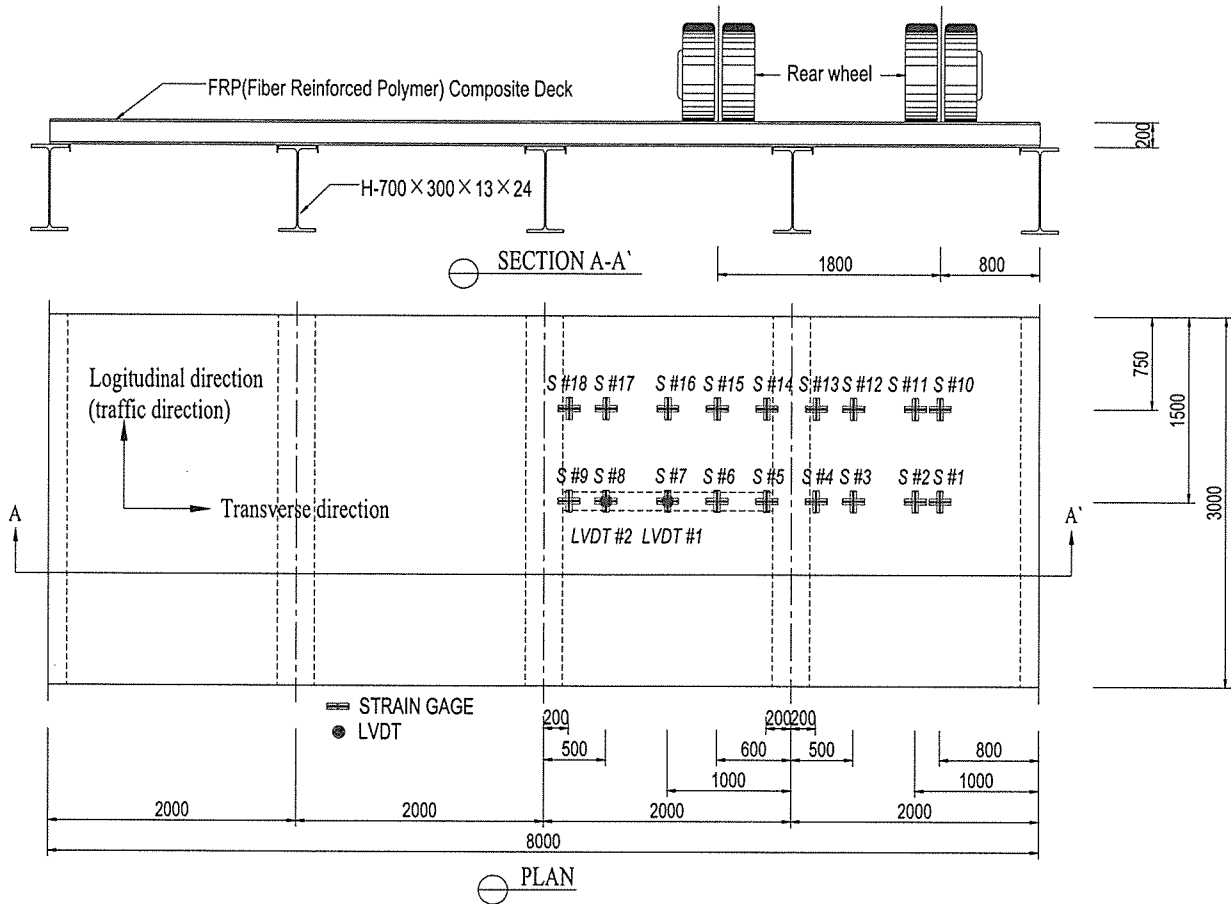 Rear wheel
FRP(Fiber Reinforced Polymer) Composite Deck
200
H-700×300×13×24
SECTION A-A`
1800
800
Logitudinal direction
(traffic direction)
S #18 S #17 S #16 S #15 S #14 S #13 S #12 S #11 S #10
750
1500
3000
S #9 S #8 S #7 S #6 S #5 S #4 S #3 S #2 S #1
A
Transverse direction
A`
LVDT #2 LVDT #1
STRAIN GAGE
LVDT
200
200 200
500
600
500
800
1000
1000
2000
2000
2000
2000
8000
PLAN